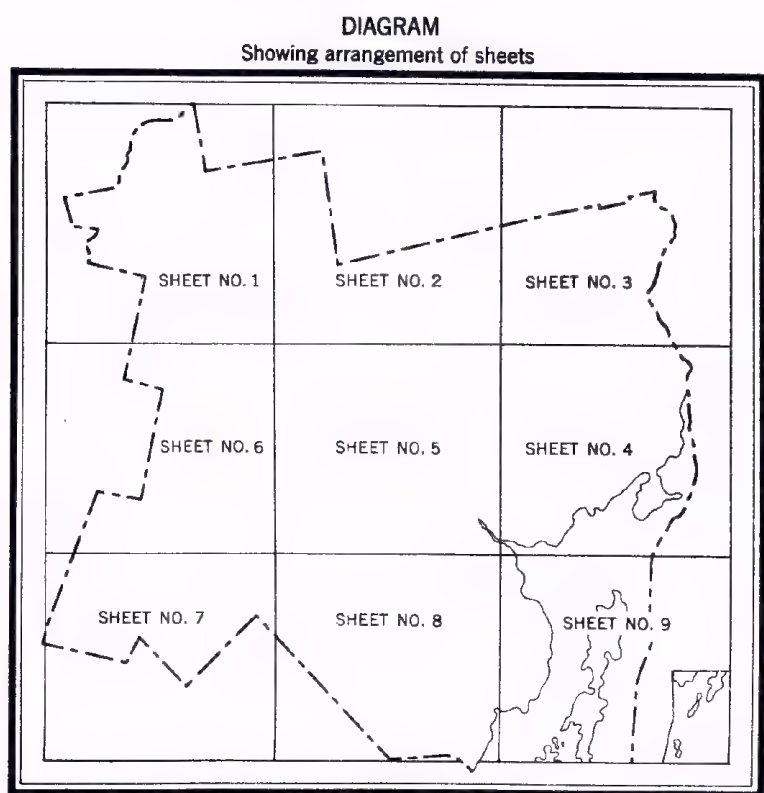 DIAGRAM
Showing arrangement of sheets
SHEET NO. 1
SHEET NO. 2
SHEET NO. 3
SHEET NO. 6
SHEET NO. 5
SHEET NO. 4
SHEET NO. 7
SHEET NO. 8
SHEET NO. 9